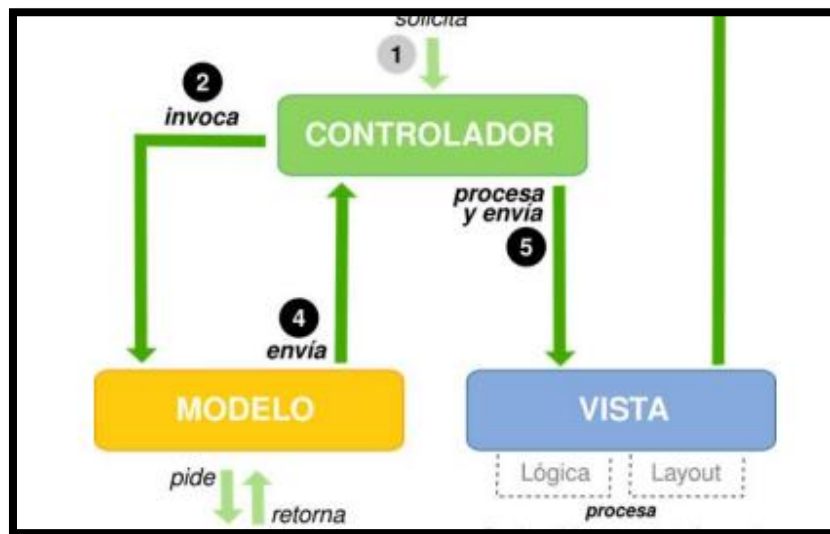 solicita
1
2
invoca
CONTROLADOR
procesa
y envía
5
4
envía
MODELO
VISTA
pide
retorna
Lógica
Layout
procesa